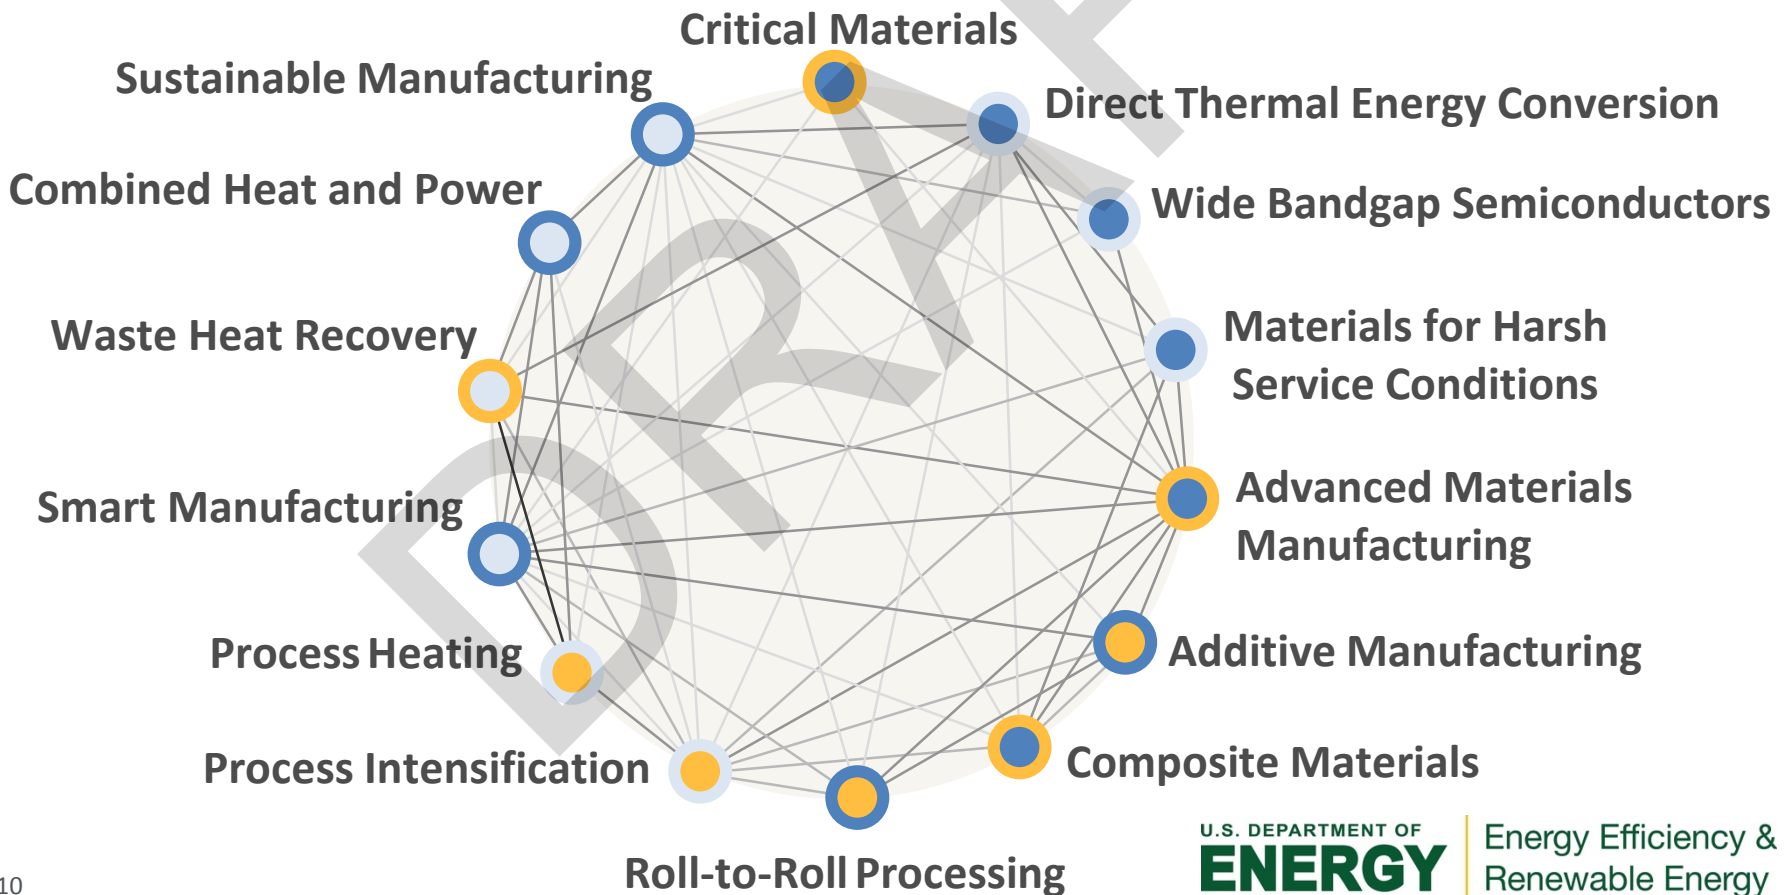 Critical Materials
Sustainable Manufacturing
Direct Thermal Energy Conversion
Combined Heat and Power
Wide Bandgap Semiconductors
Waste Heat Recovery
Materials for Harsh
Service Conditions
Smart Manufacturing
Advanced Materials
Manufacturing
Process Heating
Additive Manufacturing
Process Intensification
Composite Materials
Roll-to-Roll Processing
DRAF
U.S. DEPARTMENT OF
ENERGY
Energy Efficiency &
Renewable Energy
10